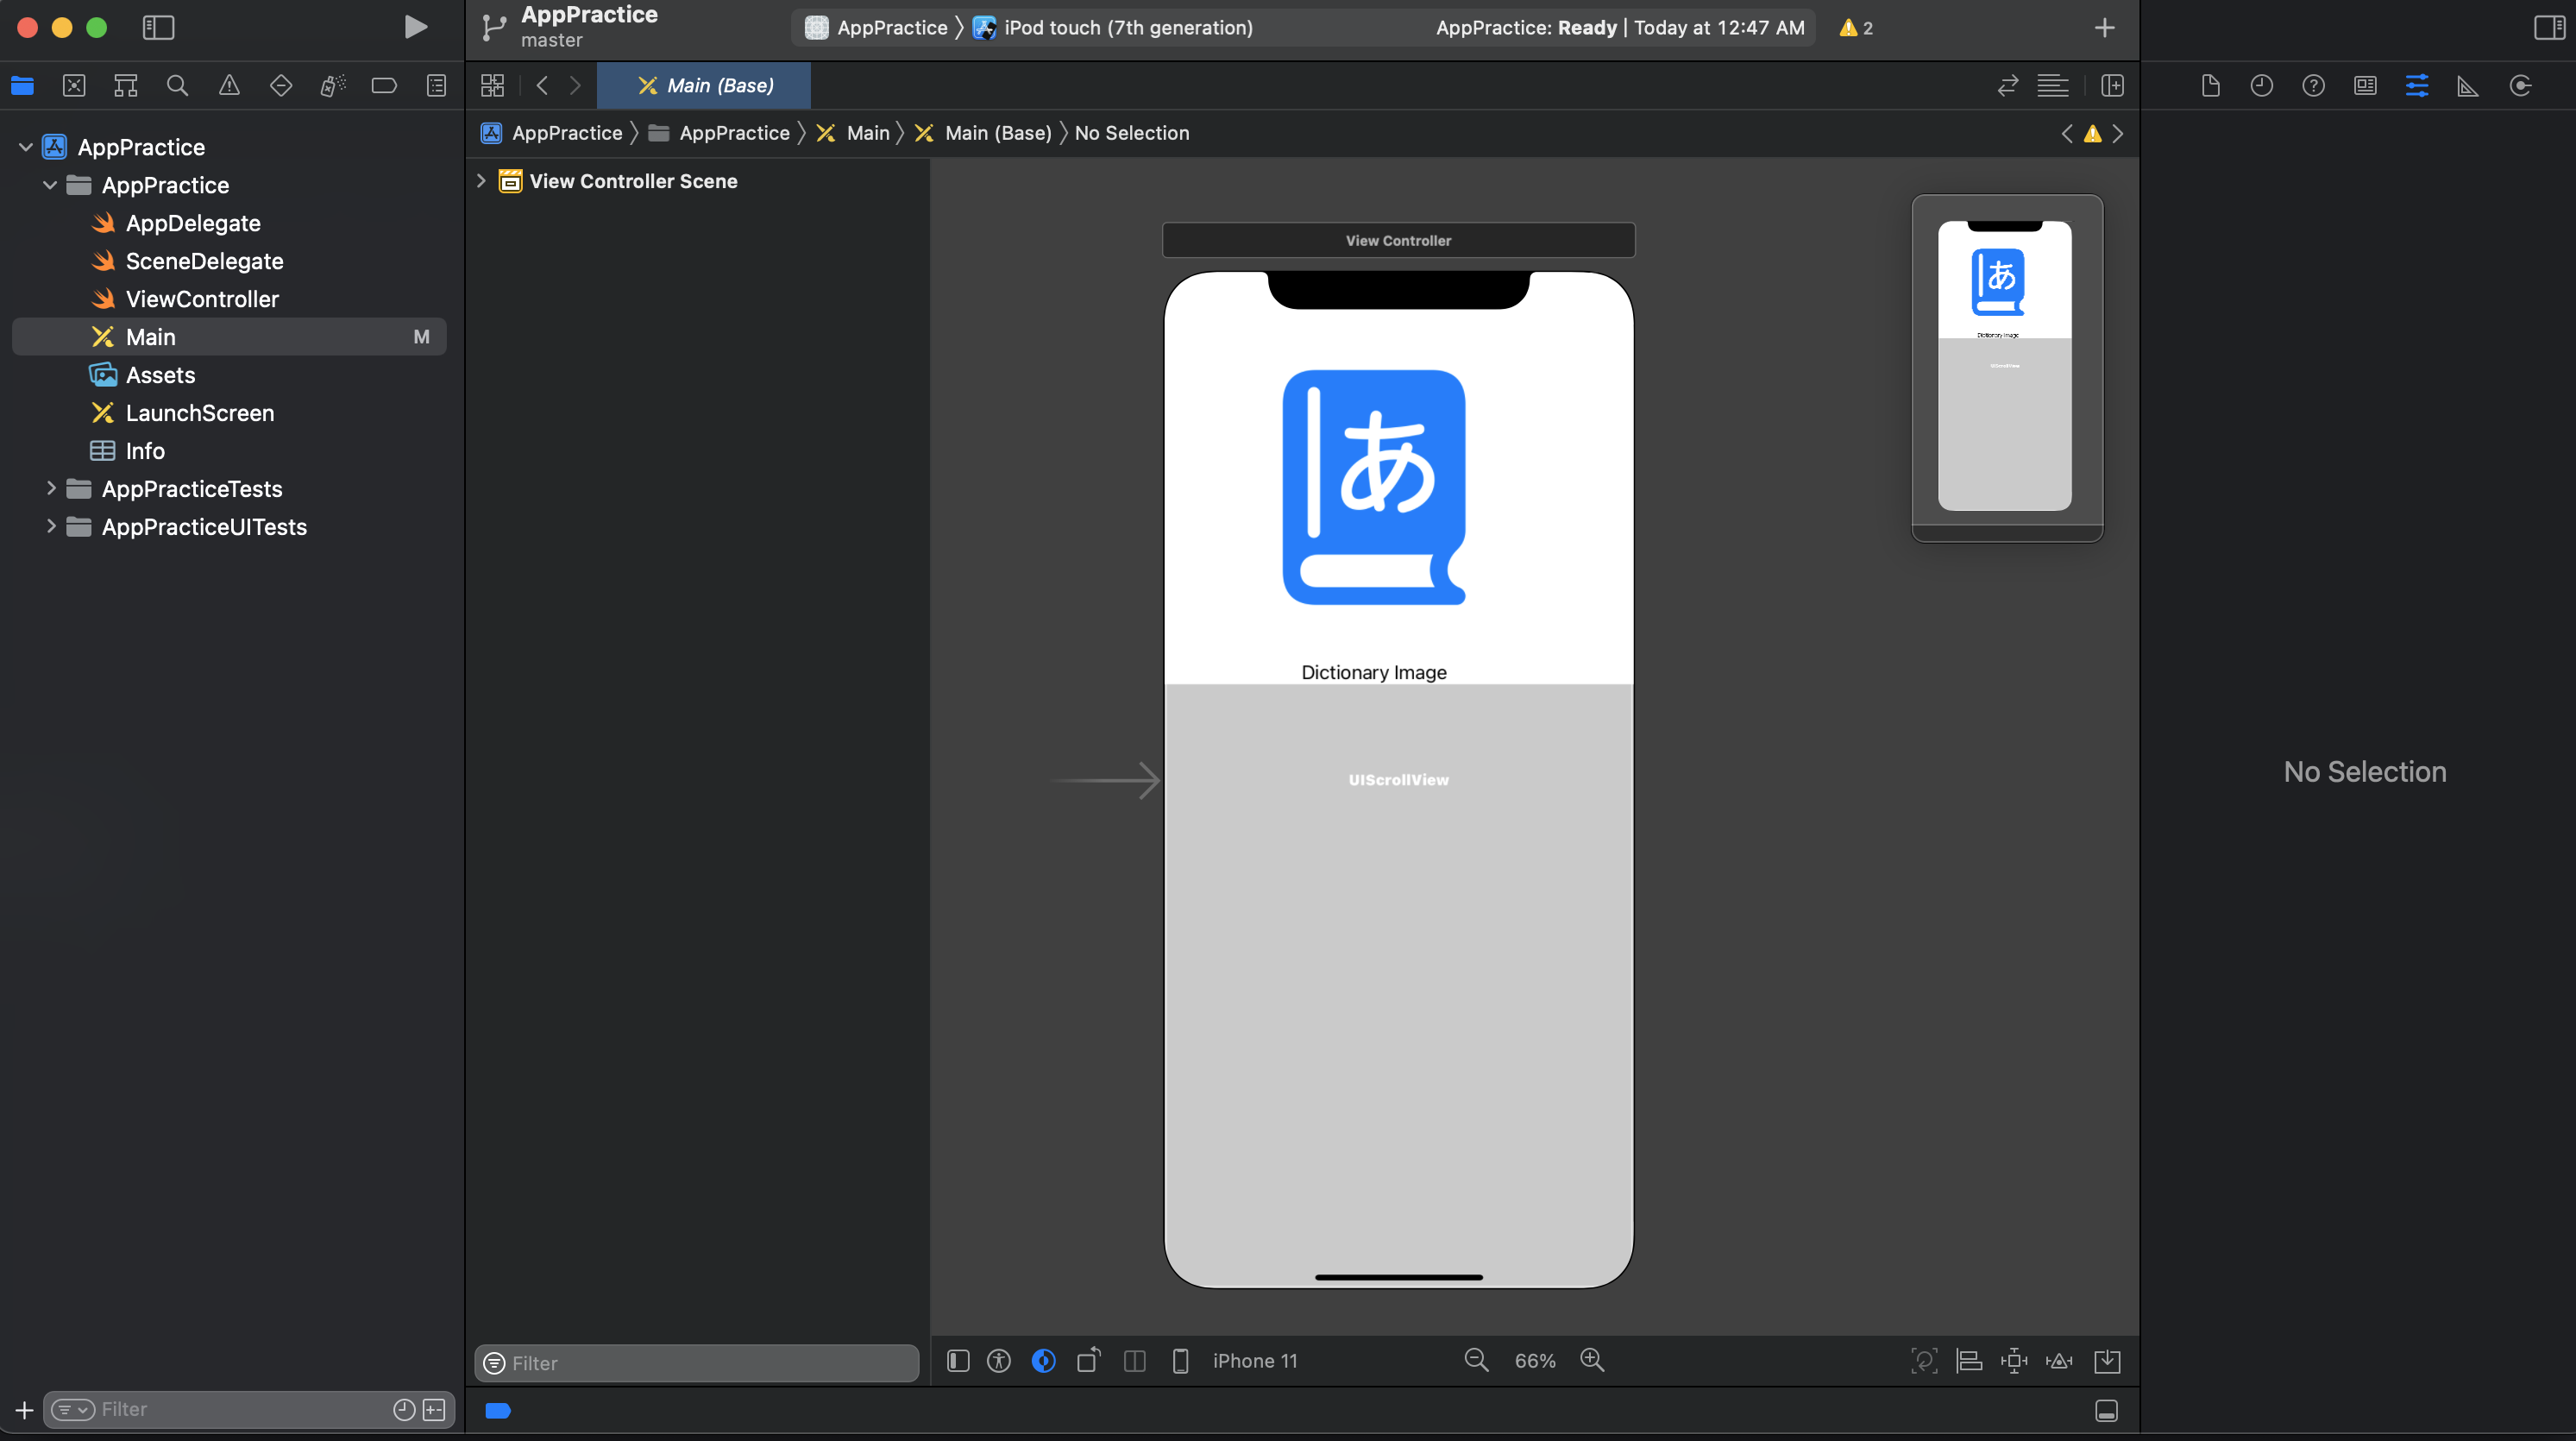 AppPractice
master
AppPractice
iPod touch (7th generation)
AppPractice: Ready | Today at 12:47 AM
2
Main (Base)
AppPractice
AppPractice
Main
Main (Base)
No Selection
AppPractice
AppPractice
AppDelegate
SceneDelegate
ViewController
Main
M
Assets
LaunchScreen
Info
AppPracticeTests
AppPracticeUITests
View Controller Scene
View Controller
あ
Dictionary Image
UIScrollView
あ
Dictionary Image
UIScrollView
No Selection
Filter
iPhone 11
66%
Filter